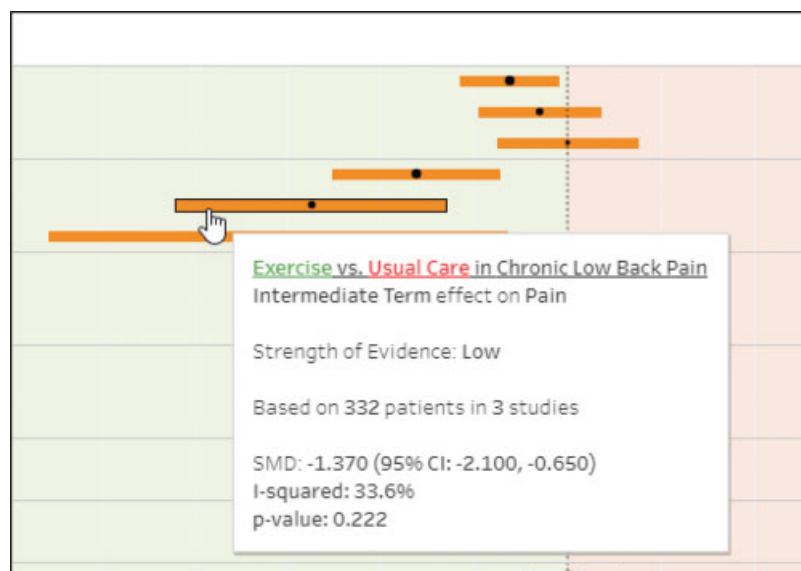 Exercise vs. Usual Care in Chronic Low Back Pain
Intermediate Term effect on Pain
Strength of Evidence: Low
Based on 332 patients in 3 studies
SMD: -1.370 (95% CI: -2.100, -0.650)
I-squared: 33.6%
p-value: 0.222